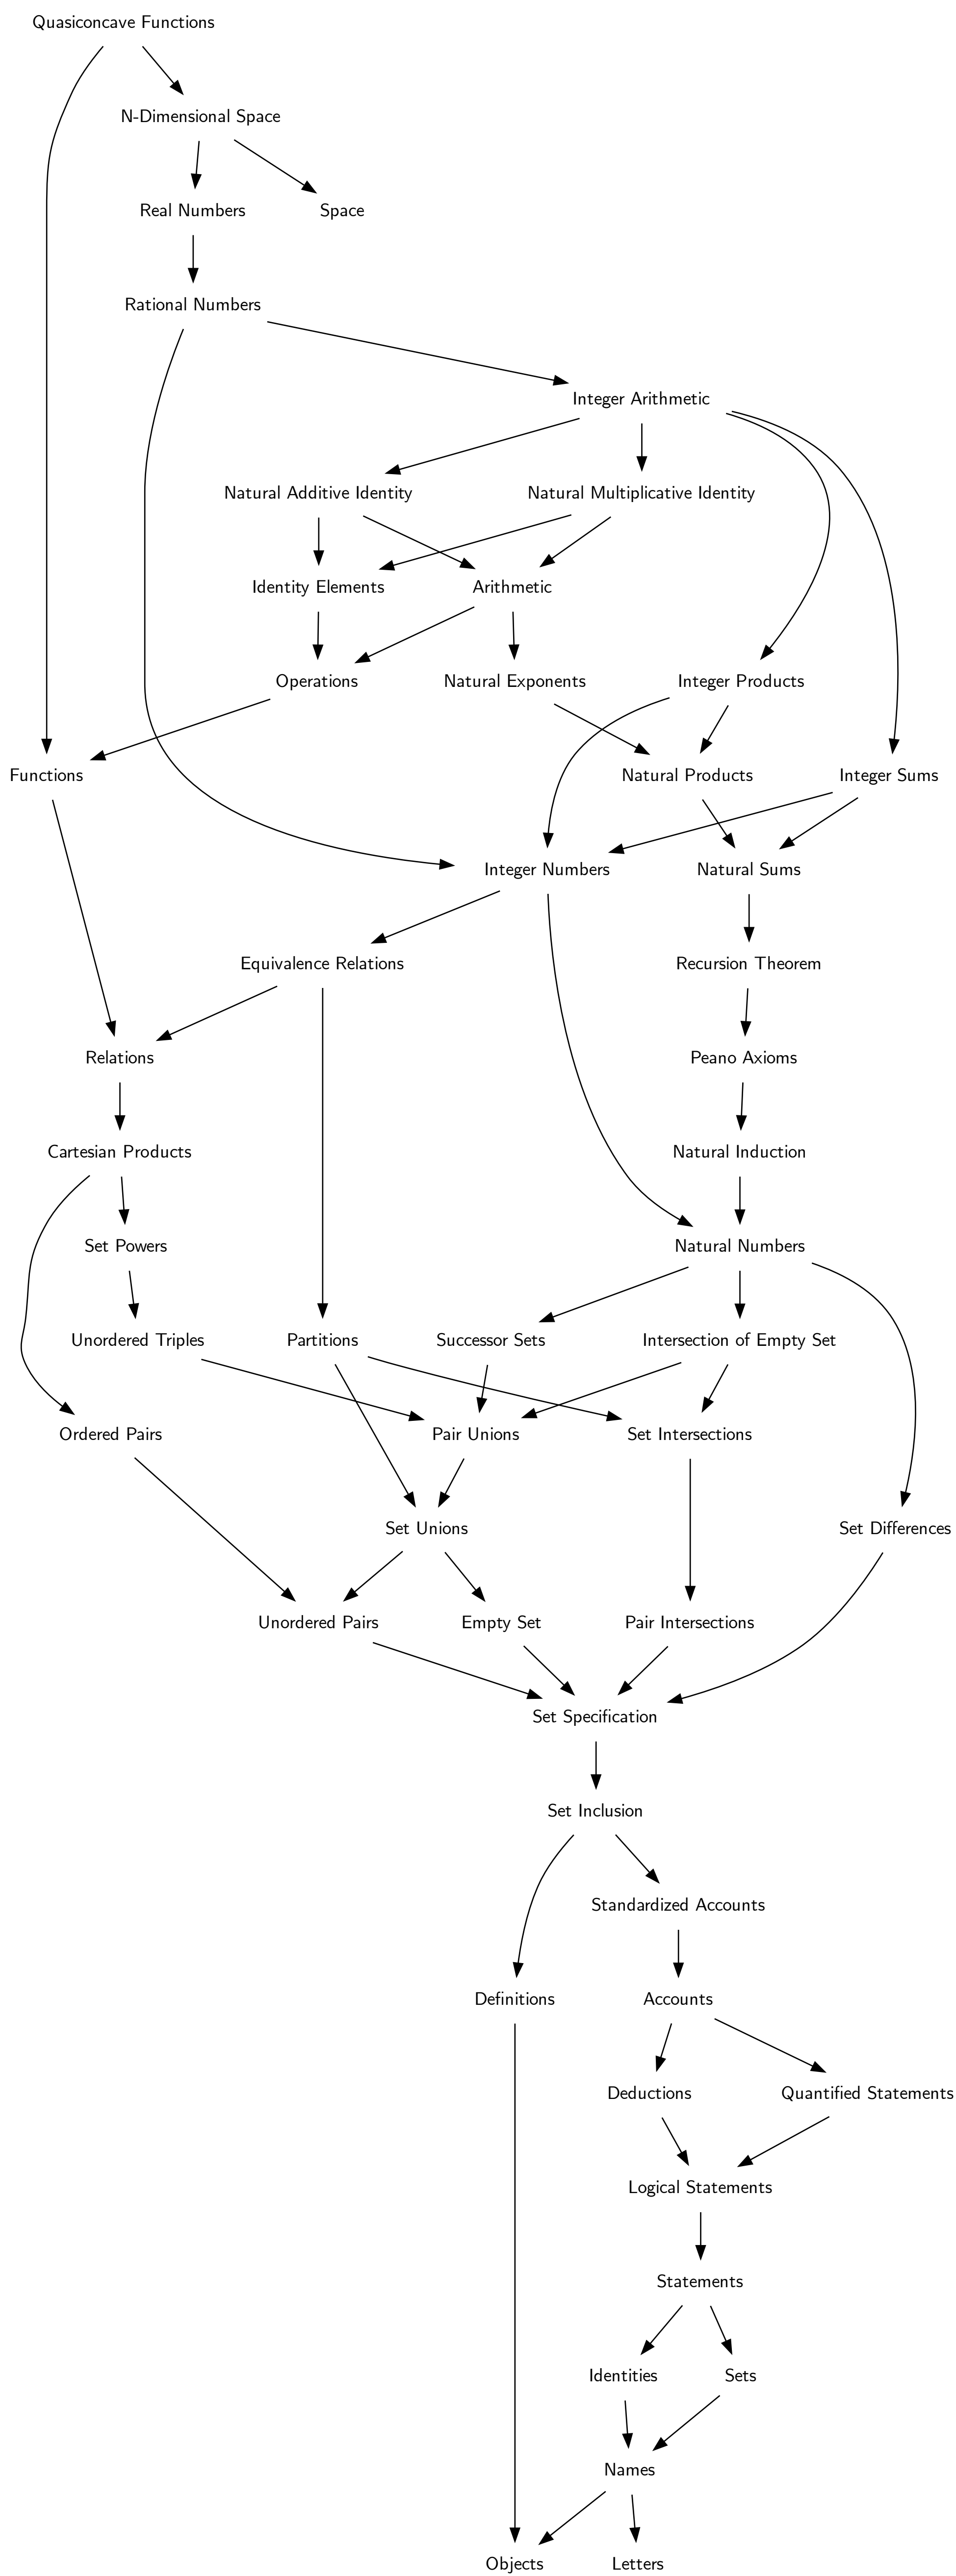 Quasiconcave Functions
N-Dimensional Space
Real Numbers
Space
Rational Numbers
Integer Arithmetic
Natural Additive Identity
Natural Multiplicative Identity
Identity Elements
Arithmetic
Operations
Natural Exponents
Integer Products
Functions
Natural Products
Integer Sums
Integer Numbers
Natural Sums
Equivalence Relations
Recursion Theorem
Relations
Peano Axioms
Cartesian Products
Natural Induction
Set Powers
Natural Numbers
Unordered Triples
Partitions
Successor Sets
Intersection of Empty Set
Ordered Pairs
Pair Unions
Set Intersections
Set Unions
Set Differences
Unordered Pairs
Empty Set
Pair Intersections
Set Specification
Set Inclusion
Standardized Accounts
Definitions
Accounts
Deductions
Quantified Statements
Logical Statements
Statements
Identities
Sets
Names
Objects
Letters